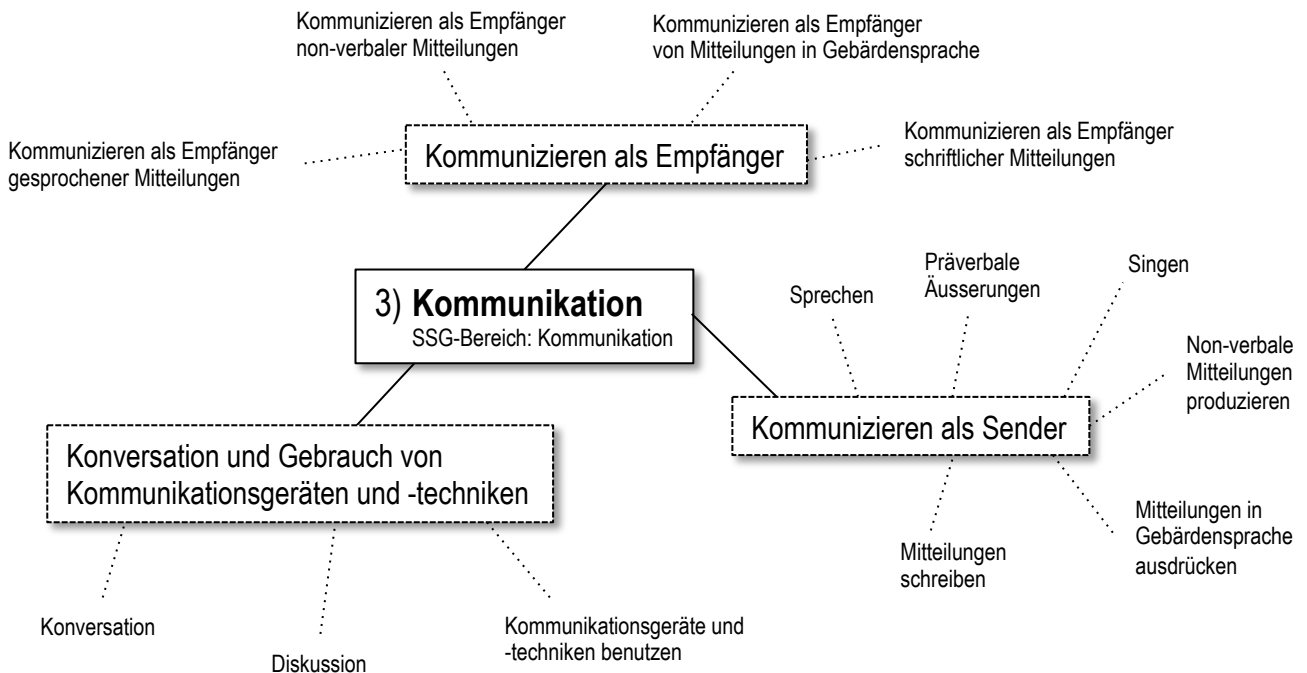 Kommunizieren als Empfänger
non-verbaler Mitteilungen
Kommunizieren als Empfänger
von Mitteilungen in Gebärdensprache
Kommunizieren als Empfänger
gesprochener Mitteilungen
Kommunizieren als Empfänger
Kommunizieren als Empfänger
schriftlicher Mitteilungen
3) Kommunikation
SSG-Bereich: Kommunikation
Sprechen
Präverbale
Äusserungen
Singen
Non-verbale
Mitteilungen
produzieren
Kommunizieren als Sender
Mitteilungen
schreiben
Mitteilungen in
Gebärdensprache
ausdrücken
Konversation und Gebrauch von
Kommunikationsgeräten und -techniken
Konversation
Diskussion
Kommunikationsgeräte und
-techniken benutzen